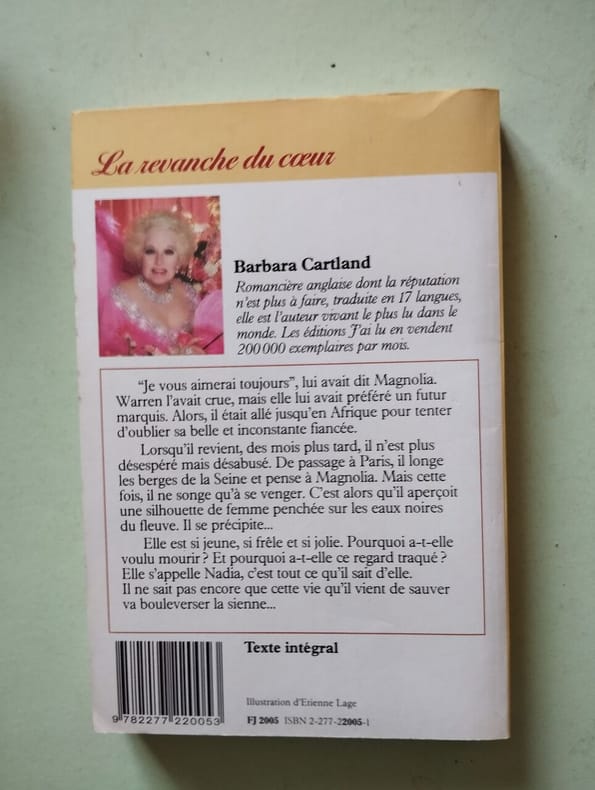 La revanche du cœur
Barbara Cartland
Romancière anglaise dont la réputation
n'est plus à faire, traduite en 17 langues,
elle est l'auteur vivant le plus lu dans le
monde. Les éditions J'ai lu en vendent
200 000 exemplaires par mois.
“Je vous aimerai toujours”, lui avait dit Magnolia.
Warren l'avait crue, mais elle lui avait préféré un futur
marquis. Alors, il était allé jusqu'en Afrique pour tenter
d'oublier sa belle et inconstante fiancée.
Lorsqu'il revient, des mois plus tard, il n'est plus
désespéré mais désabusé. De passage à Paris, il longe
les berges de la Seine et pense à Magnolia. Mais cette
fois, il ne songe qu'à se venger. C'est alors qu'il aperçoit
une silhouette de femme penchée sur les eaux noires
du fleuve. Il se précipite...
Elle est si jeune, si frêle et si jolie. Pourquoi a-t-elle
voulu mourir ? Et pourquoi a-t-elle ce regard traqué ?
Elle s'appelle Nadia, c'est tout ce qu'il sait d'elle.
Il ne sait pas encore que cette vie qu'il vient de sauver
va bouleverser la sienne...
Texte intégral
Illustration d'Etienne Lage
FJ 2005 ISBN 2-277-22005-1
9 782277 220053